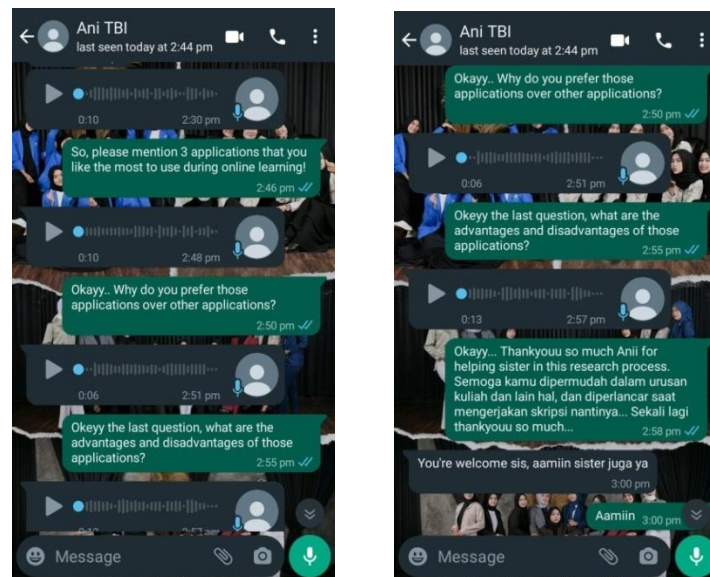 Ani TBI
last seen today at 2:44 pm
0:10 2:30 pm
So, please mention 3 applications that you
like the most to use during online learning!
2:46 pm
0:10 2:48 pm
Okayy.. Why do you prefer those
applications over other applications?
2:50 pm
0:06 2:51 pm
Okeyy the last question, what are the
advantages and disadvantages of those
applications?
2:55 pm
Message
Ani TBI
last seen today at 2:44 pm
Okayy.. Why do you prefer those
applications over other applications?
2:50 pm
0:06 2:51 pm
Okeyy the last question, what are the
advantages and disadvantages of those
applications?
2:55 pm
0:13 2:57 pm
Okayy... Thankyouu so much Anii for
helping sister in this research process.
Semoga kamu dipermudah dalam urusan
kuliah dan lain hal, dan diperlancar saat
mengerjakan skripsi nantinya... Sekali lagi
thankyouu so much...
2:58 pm
You're welcome sis, aamiin sister juga ya
3:00 pm
Aamiin 3:00 pm
Message